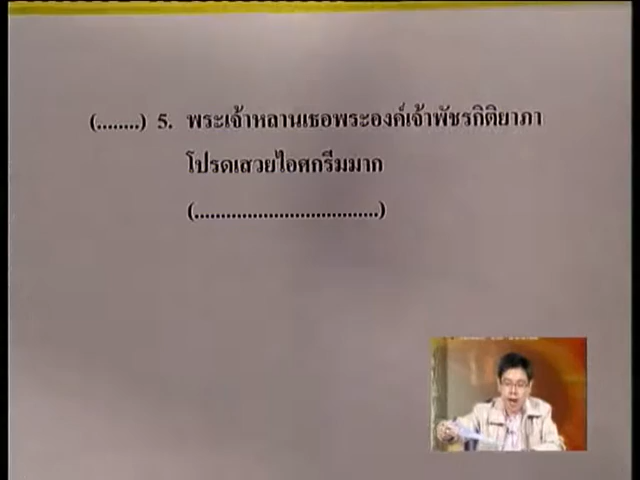 (........) 5. พระเจ้าหลานเธอพระองค์เจ้าพัชรกิติยาภา
โปรดเสวยไอศกรีมมาก
(...................................)